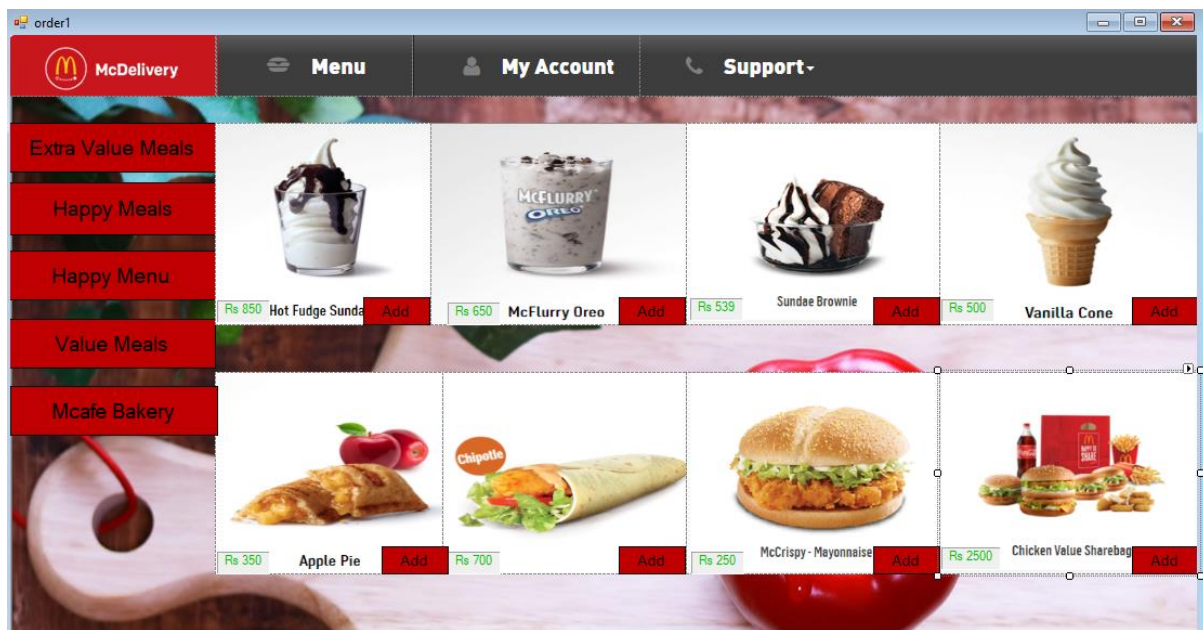 order1
McDelivery
Menu
My Account
Support
Extra Value Meals
Happy Meals
Happy Menu
Value Meals
Mcafe Bakery
McFLURRY
OREO
Rs 850 Hot Fudge Sunda Add
Rs 650 McFlurry Oreo Add
Rs 539 Sundae Brownie Add
Rs 500 Vanilla Cone Add
Chipotle
HAPPY TO
SHARE
Rs 350 Apple Pie Add
Rs 700 Add
Rs 250 McCrispy - Mayonnaise Add
Rs 2500 Chicken Value Sharebag Add